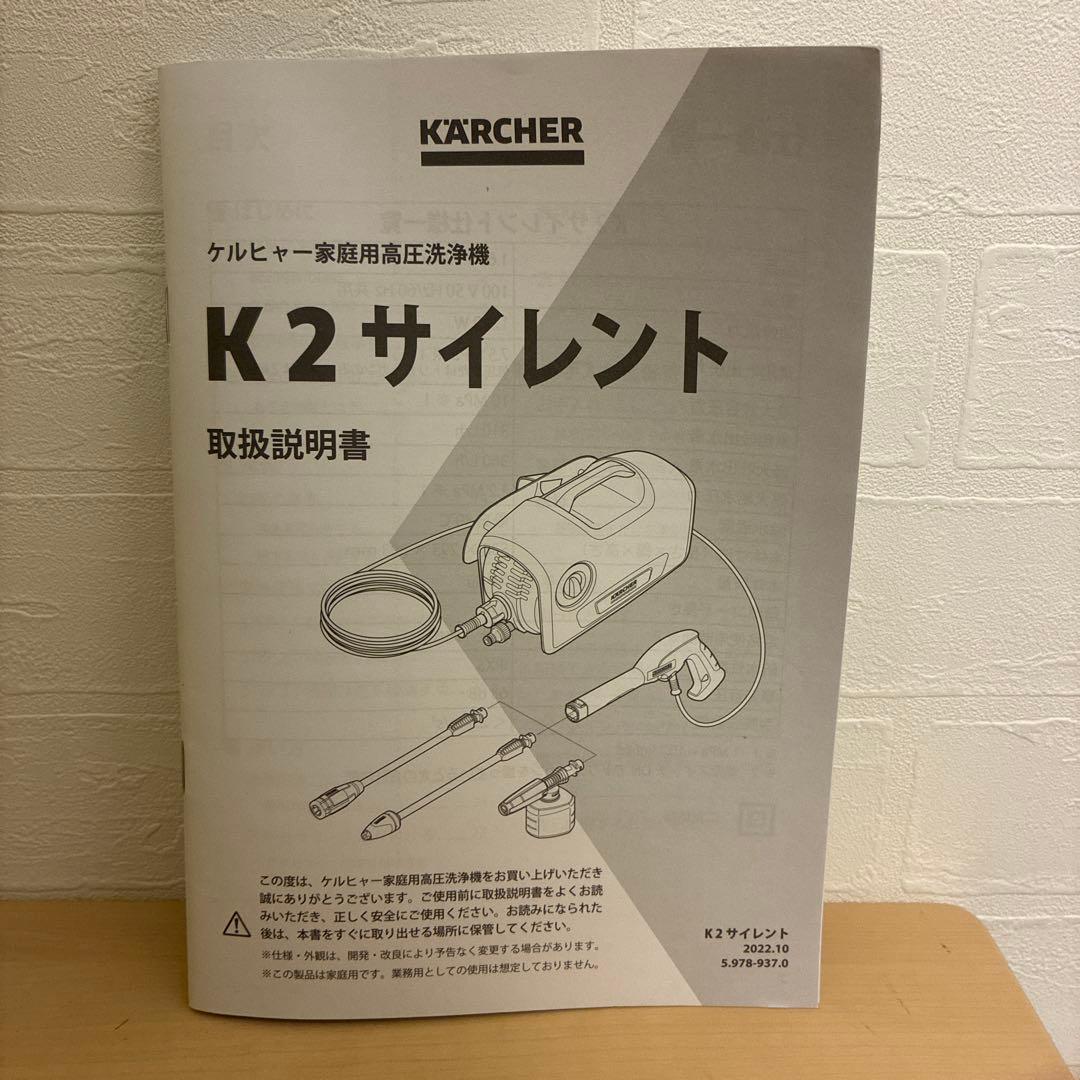 KÄRCHER
ケルヒャー家庭用高圧洗浄機
K 2 サイレント
取扱説明書
KÄRCHER
この度は、ケルヒャー家庭用高圧洗浄機をお買い上げいただき
誠にありがとうございます。ご使用前に取扱説明書をよくお読
みいただき、正しく安全にご使用ください。お読みになられた
後は、本書をすぐに取り出せる場所に保管してください。
※仕様・外観は、開発・改良により予告なく変更する場合があります。
※この製品は家庭用です。業務用としての使用は想定しておりません。
K 2 サイレント
2022.10
5.978-937.0